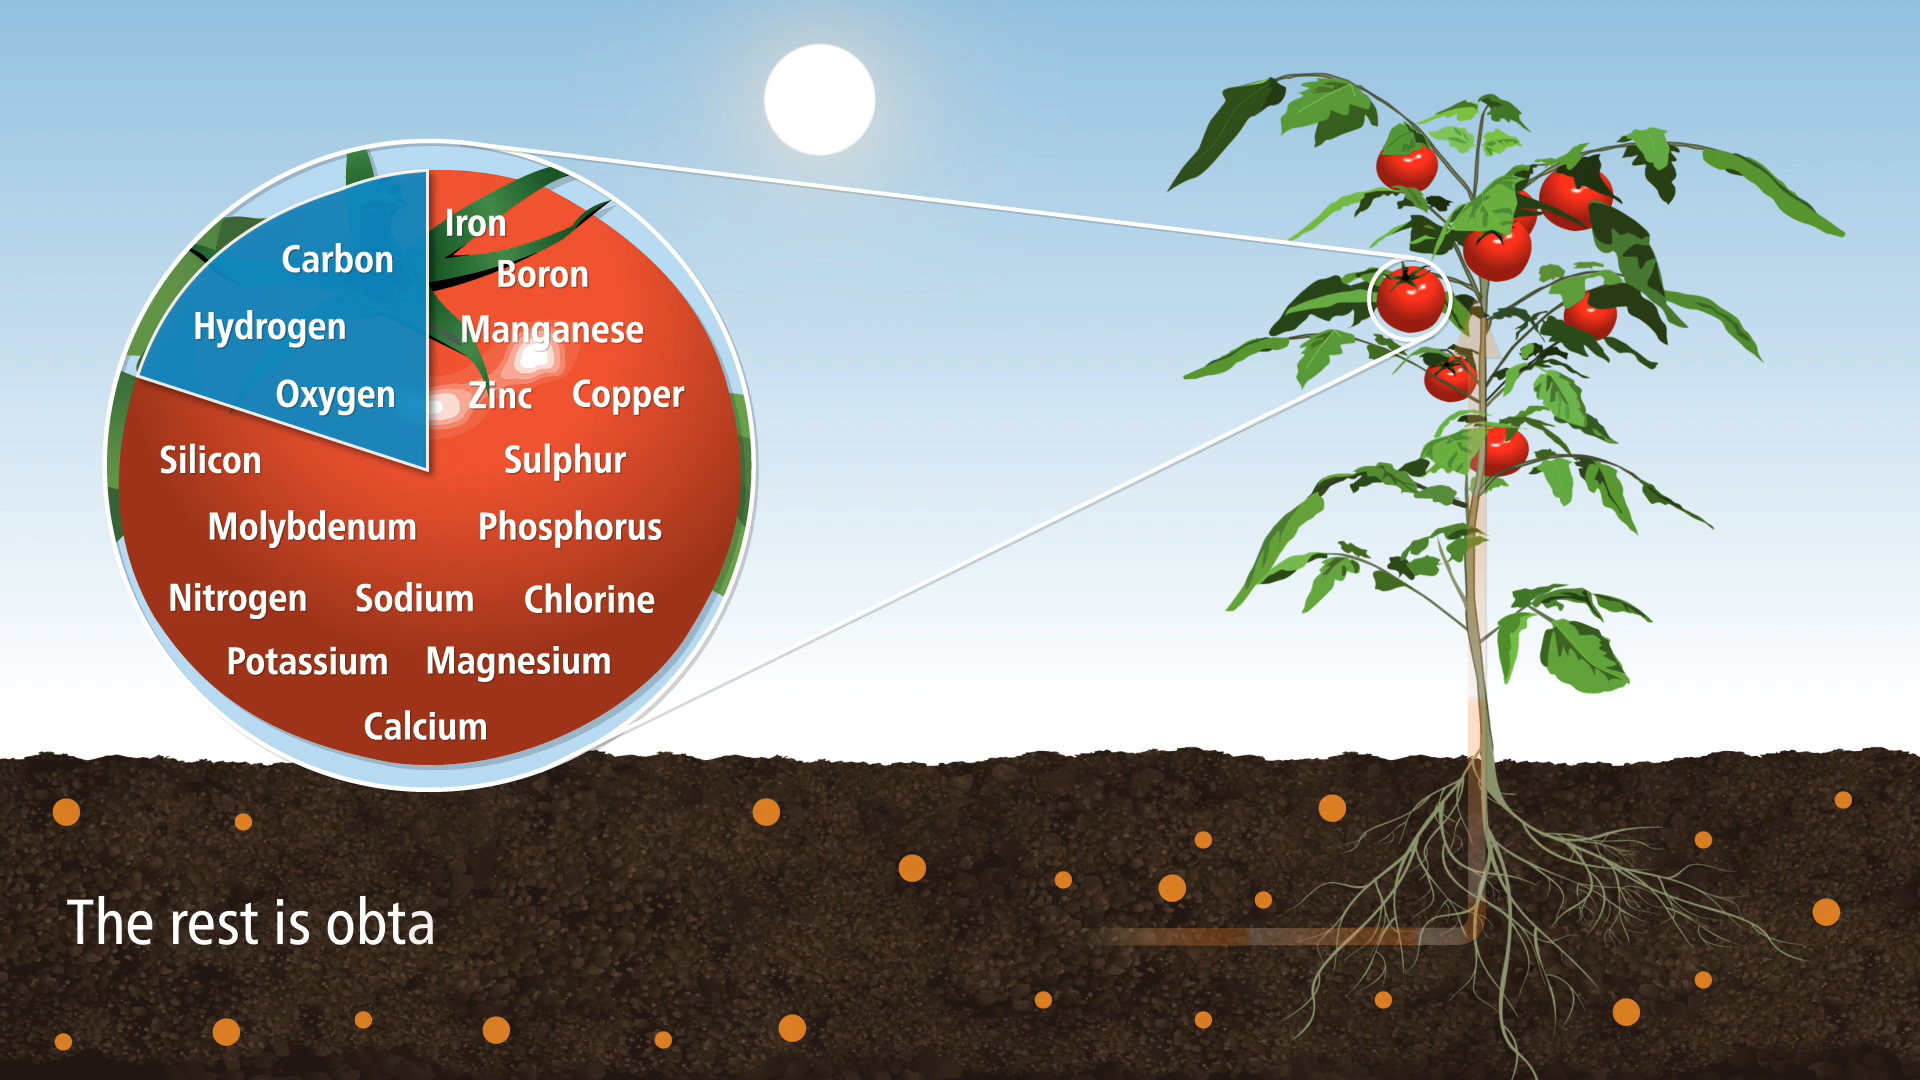 Iron
Carbon
Boron
Hydrogen
Manganese
Oxygen
Zinc Copper
Silicon
Sulphur
Molybdenum
Phosphorus
Nitrogen Sodium Chlorine
Potassium Magnesium
Calcium
The rest is obta